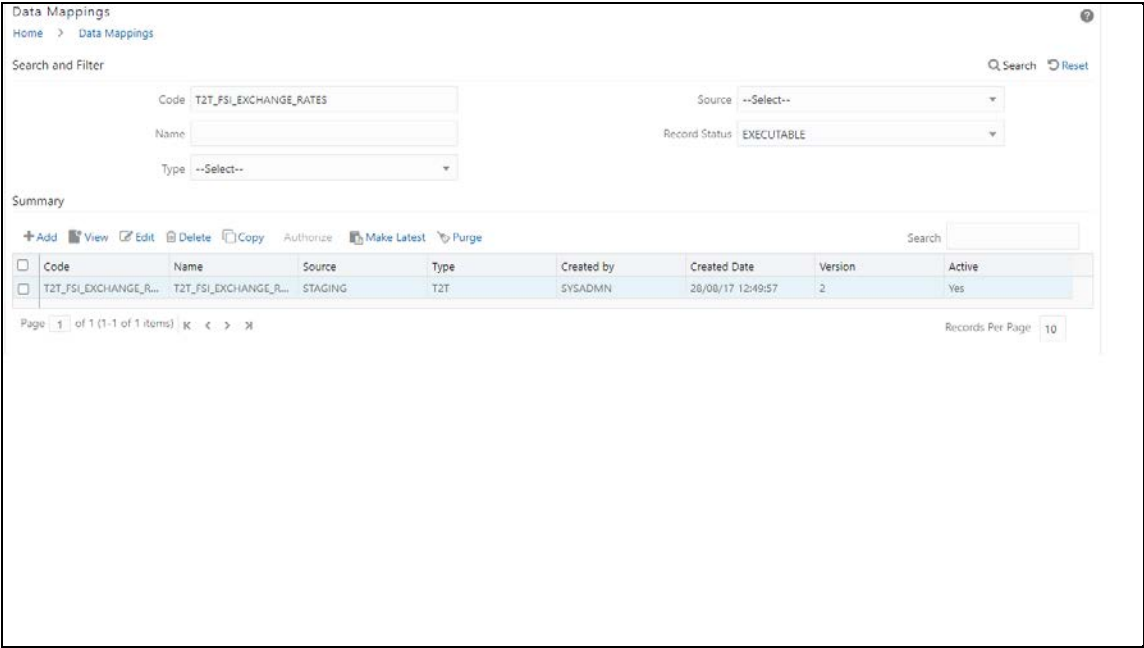 Data Mappings
Home > Data Mappings
Search and Filter Search Reset
Code T2T_FSI_EXCHANGE_RATES Source --Select--
Name Record Status EXECUTABLE
Type --Select--
Summary
Add View Edit Delete Copy Authorize Make Latest Purge Search
Code Name Source Type Created by Created Date Version Active
T2T_FSI_EXCHANGE_R... T2T_FSI_EXCHANGE_R... STAGING T2T SYSADMN 28/08/17 12:49:57 2 Yes
Page 1 of 1 (1-1 of 1 items) Records Per Page 10